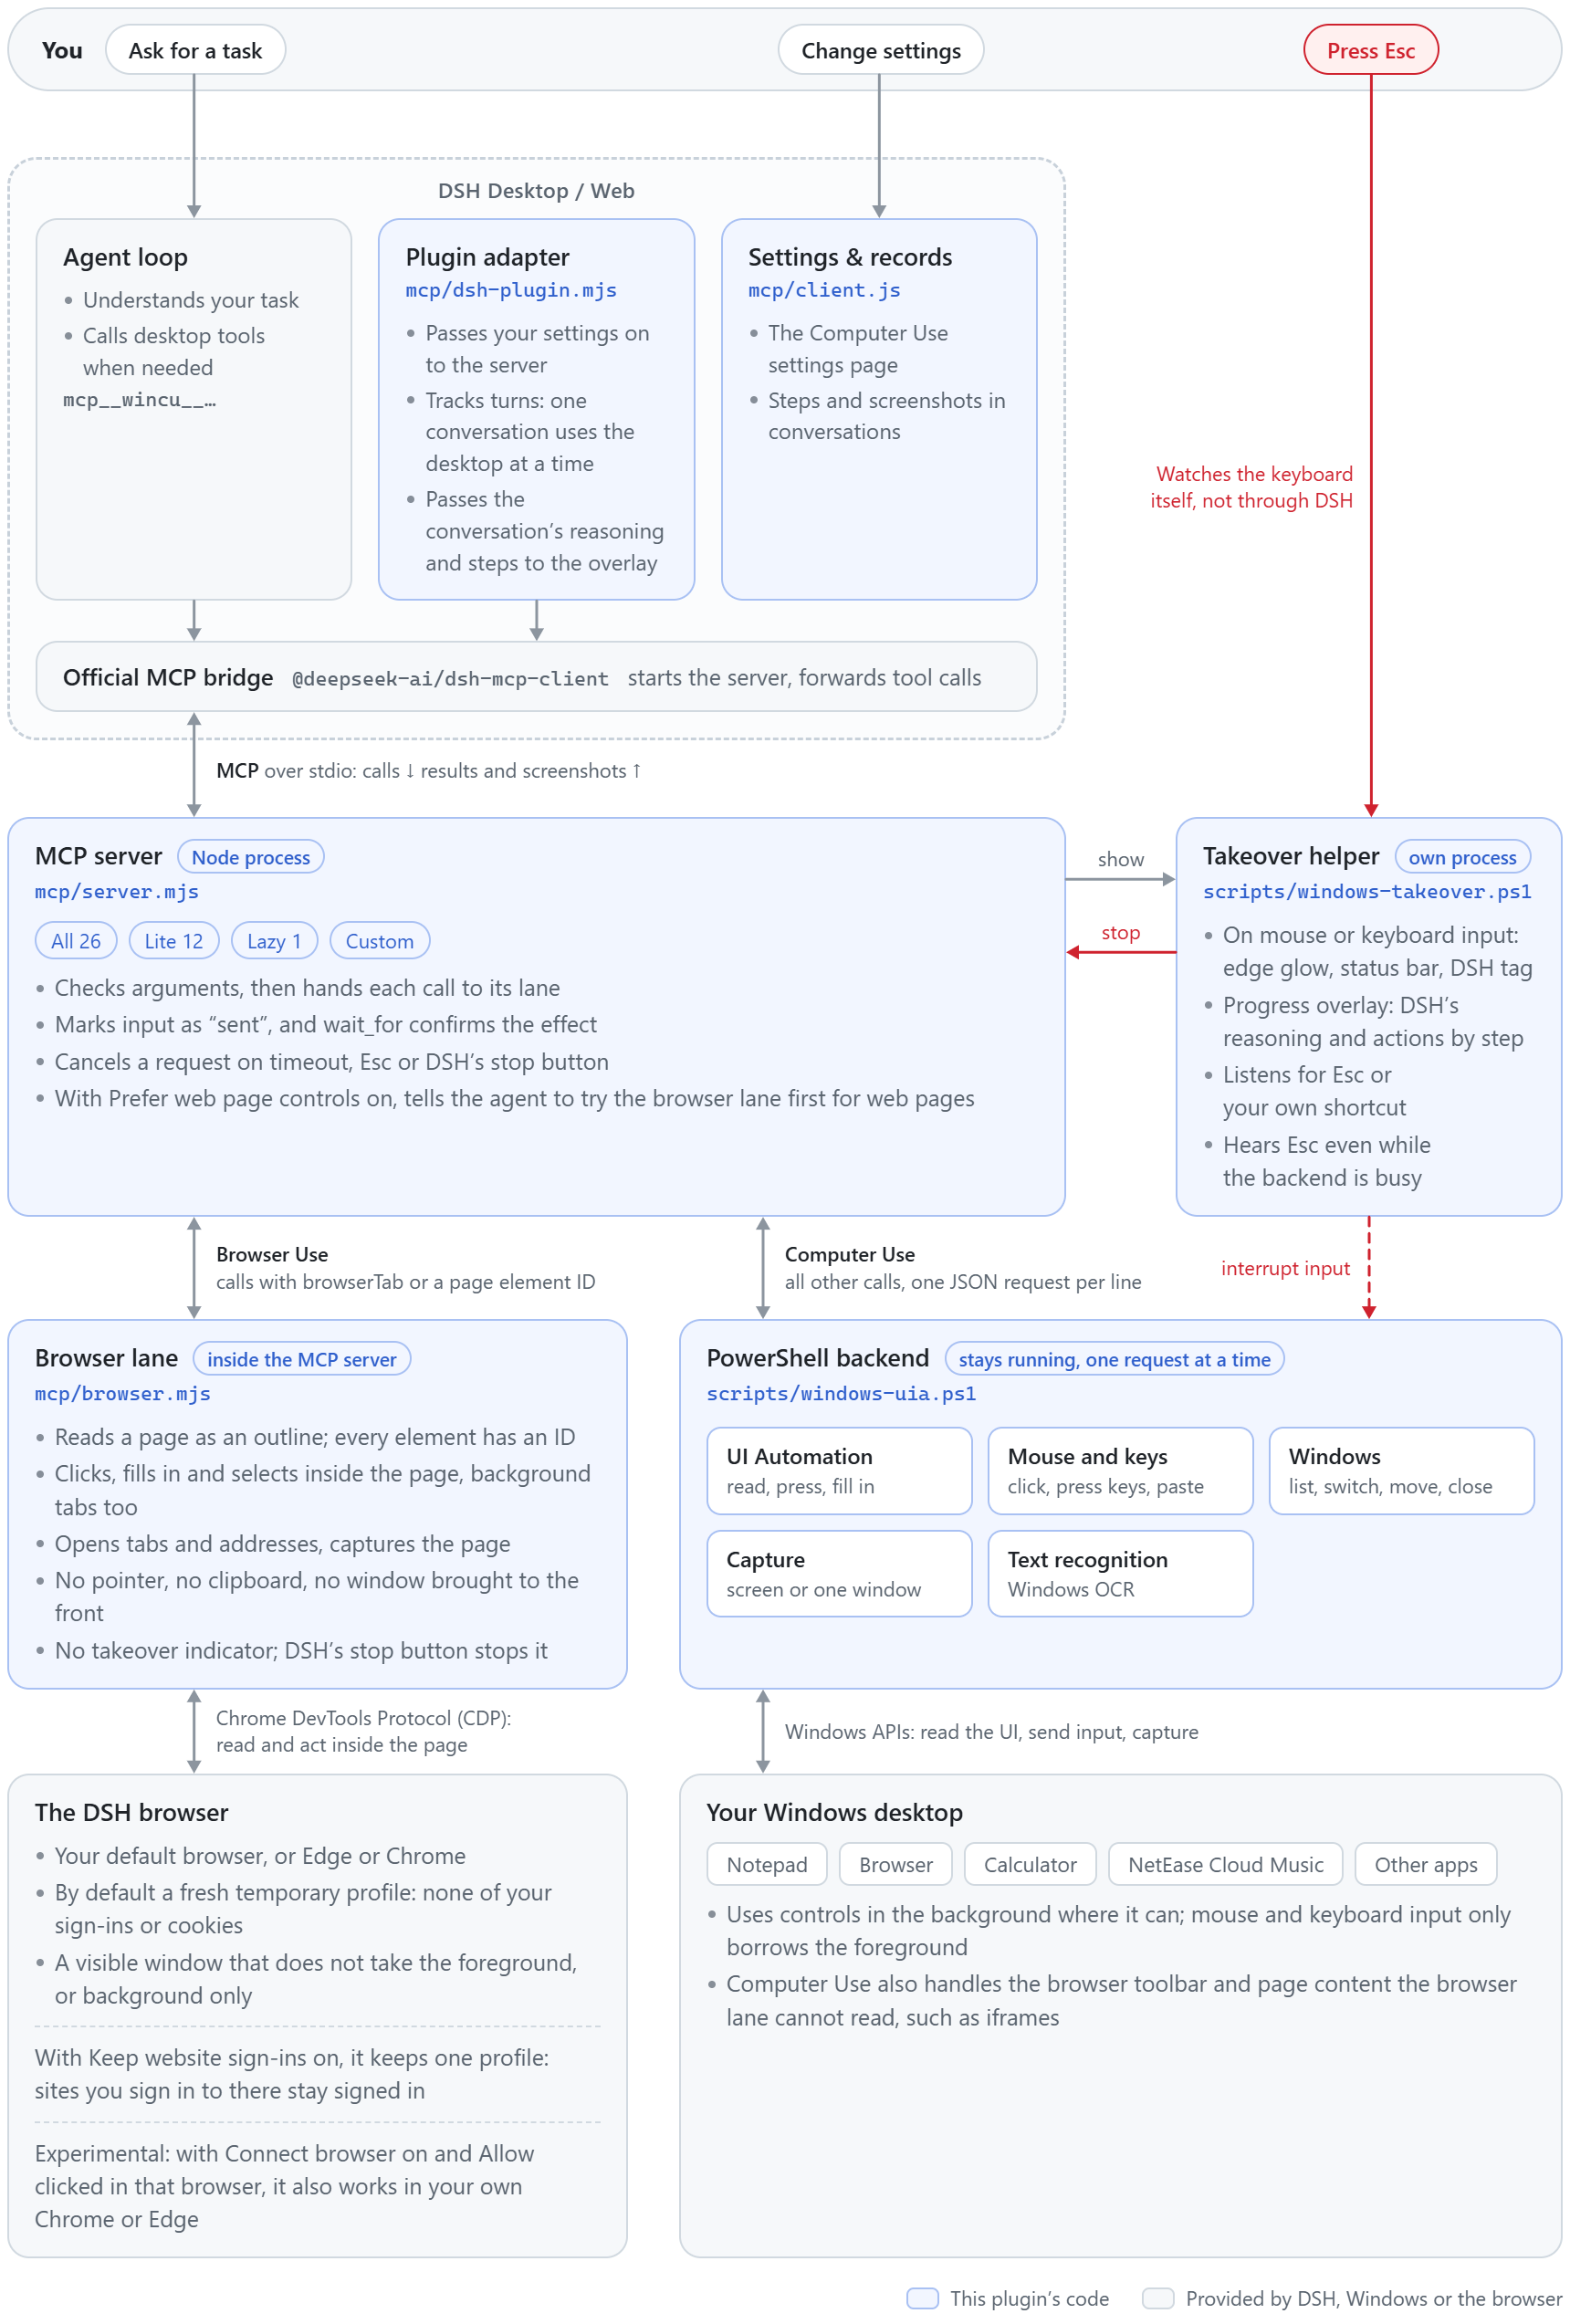 You
Ask for a task
Change settings
Press Esc
DSH Desktop / Web
Agent loop
• Understands your task
• Calls desktop tools
when needed
mcp__wincu__…
Plugin adapter
mcp/dsh-plugin.mjs
• Passes your settings on
to the server
• Tracks turns: one
conversation uses the
desktop at a time
• Passes the
conversation’s reasoning
and steps to the overlay
Settings & records
mcp/client.js
• The Computer Use
settings page
• Steps and screenshots in
conversations
Watches the keyboard
itself, not through DSH
Official MCP bridge @deepseek-ai/dsh-mcp-client starts the server, forwards tool calls
MCP over stdio: calls ↓ results and screenshots ↑
MCP server Node process
mcp/server.mjs
All 26 Lite 12 Lazy 1 Custom
• Checks arguments, then hands each call to its lane
• Marks input as “sent”, and wait_for confirms the effect
• Cancels a request on timeout, Esc or DSH’s stop button
• With Prefer web page controls on, tells the agent to try the browser lane first for web pages
show
stop
Takeover helper own process
scripts/windows-takeover.ps1
• On mouse or keyboard input:
edge glow, status bar, DSH tag
• Progress overlay: DSH’s
reasoning and actions by step
• Listens for Esc or
your own shortcut
• Hears Esc even while
the backend is busy
Browser Use
calls with browserTab or a page element ID
Computer Use
all other calls, one JSON request per line
interrupt input
Browser lane inside the MCP server
mcp/browser.mjs
• Reads a page as an outline; every element has an ID
• Clicks, fills in and selects inside the page, background
tabs too
• Opens tabs and addresses, captures the page
• No pointer, no clipboard, no window brought to the
front
• No takeover indicator; DSH’s stop button stops it
PowerShell backend stays running, one request at a time
scripts/windows-uia.ps1
UI Automation
read, press, fill in
Mouse and keys
click, press keys, paste
Windows
list, switch, move, close
Capture
screen or one window
Text recognition
Windows OCR
Chrome DevTools Protocol (CDP):
read and act inside the page
Windows APIs: read the UI, send input, capture
The DSH browser
• Your default browser, or Edge or Chrome
• By default a fresh temporary profile: none of your
sign-ins or cookies
• A visible window that does not take the foreground,
or background only
With Keep website sign-ins on, it keeps one profile:
sites you sign in to there stay signed in
Experimental: with Connect browser on and Allow
clicked in that browser, it also works in your own
Chrome or Edge
Your Windows desktop
Notepad Browser Calculator NetEase Cloud Music Other apps
• Uses controls in the background where it can; mouse and keyboard input only
borrows the foreground
• Computer Use also handles the browser toolbar and page content the browser
lane cannot read, such as iframes
This plugin’s code
Provided by DSH, Windows or the browser